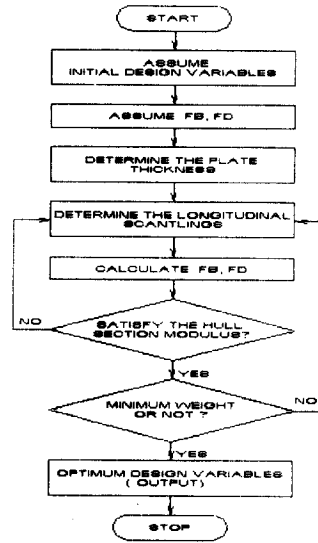 START
ASSUME
INITIAL DESIGN VARIABLES
ASSUME FB, FD
DETERMINE THE PLATE
THICKNESS
DETERMINE THE LONGITUDINAL
SCANTLINGS
CALCULATE FB, FD
NO
SATISFY THE HULL
SECTION MODULUS?
YES
MINIMUM WEIGHT
OR NOT ?
NO
YES
OPTIMUM DESIGN VARIABLES
( OUTPUT)
STOP